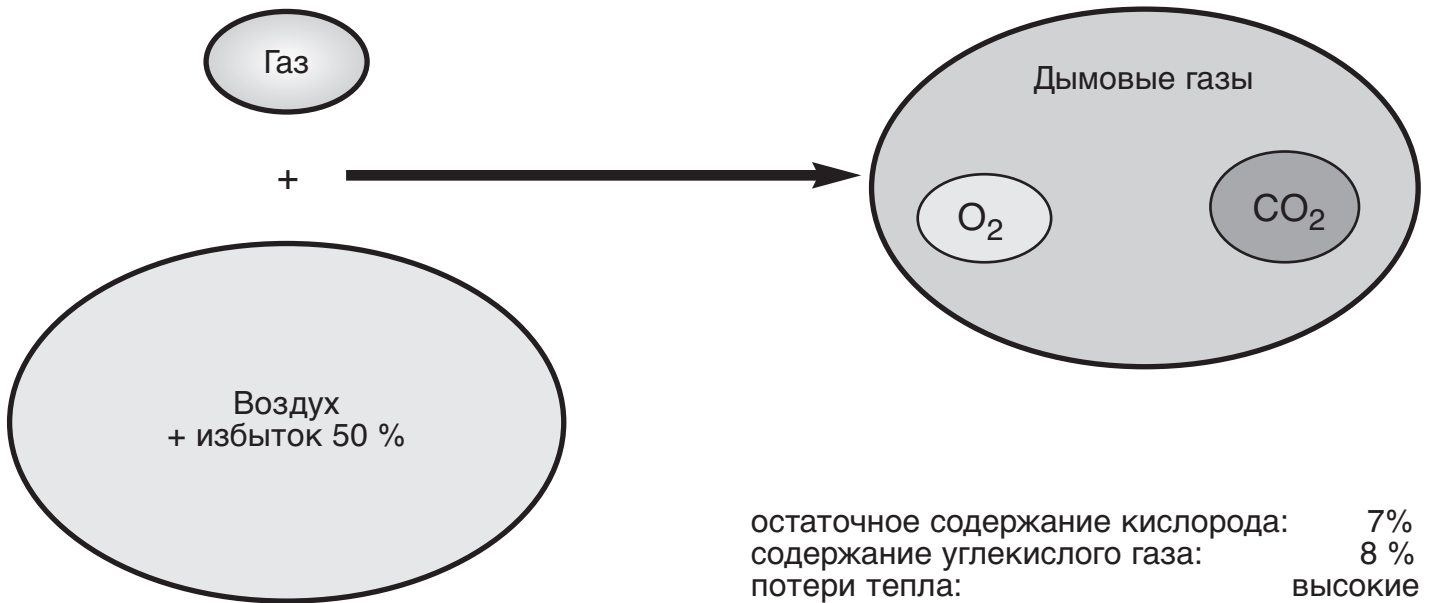 Газ
Дымовые газы
+
O₂
CO₂
Воздух
+ избыток 50 %
остаточное содержание кислорода: 7%
содержание углекислого газа: 8 %
потери тепла: высокие